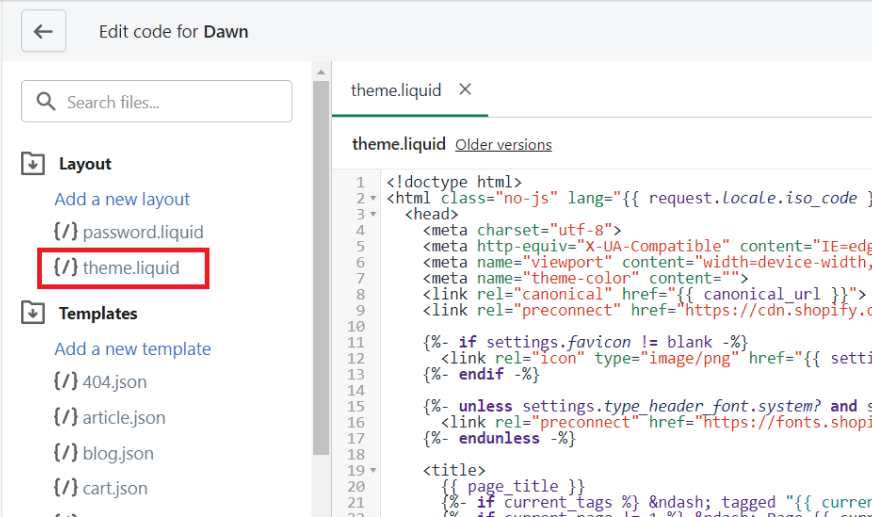 Edit code for Dawn
Search files...
Layout
Add a new layout
{/} password.liquid
{/} theme.liquid
Templates
Add a new template
{/} 404.json
{/} article.json
{/} blog.json
{/} cart.json
theme.liquid ×
theme.liquid Older versions
1 <!doctype html>
2 <html class="no-js" lang="{{ request.locale.iso_code }
3 <head>
4 <meta charset="utf-8">
5 <meta http-equiv="X-UA-Compatible" content="IE=edg
6 <meta name="viewport" content="width=device-width,
7 <meta name="theme-color" content="">
8 <link rel="canonical" href="{{ canonical_url }}">
9 <link rel="preconnect" href="https://cdn.shopify.c
10
11 {%- if settings.favicon != blank -%}
12 <link rel="icon" type="image/png" href="{{ setti
13 {%- endif -%}
14
15 {%- unless settings.type_header_font.system? and s
16 <link rel="preconnect" href="https://fonts.shopi
17 {%- endunless -%}
18
19 <title>
20 {{ page_title }}
21 {%- if current_tags %} &ndash; tagged "{{ curren